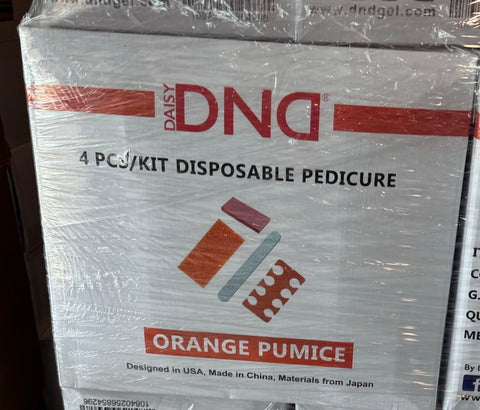 www.dndgel.com
DAISY DND®
4 PCS/KIT DISPOSABLE PEDICURE
ORANGE PUMICE
Designed in USA, Made in China, Materials from Japan
10840256854296